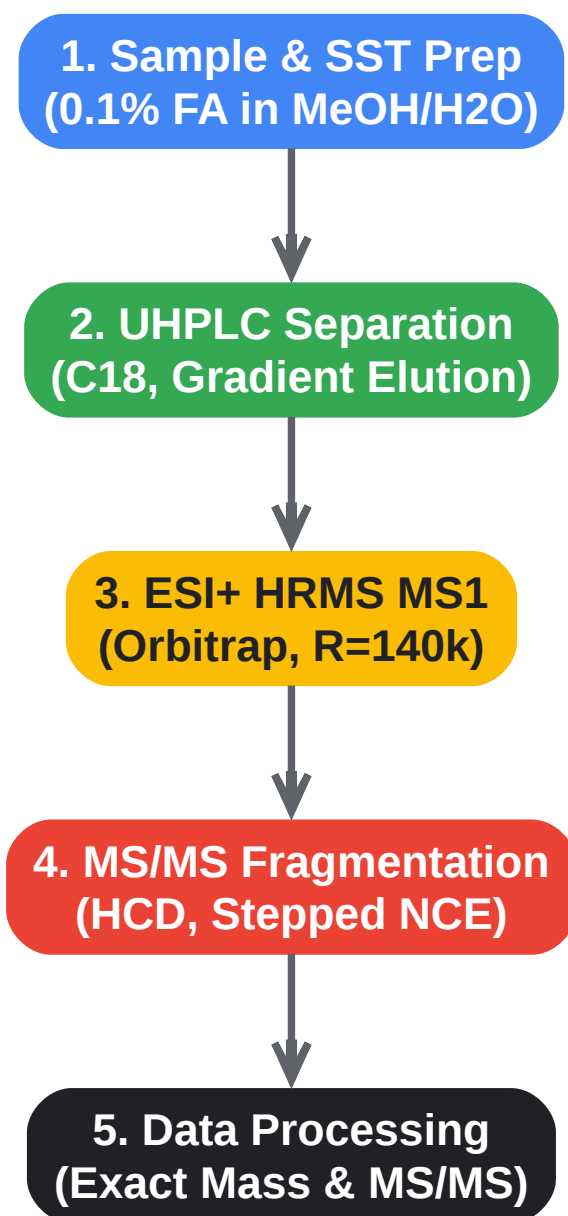 1. Sample & SST Prep
(0.1% FA in MeOH/H2O)
2. UHPLC Separation
(C18, Gradient Elution)
3. ESI+ HRMS MS1
(Orbitrap, R=140k)
4. MS/MS Fragmentation
(HCD, Stepped NCE)
5. Data Processing
(Exact Mass & MS/MS)